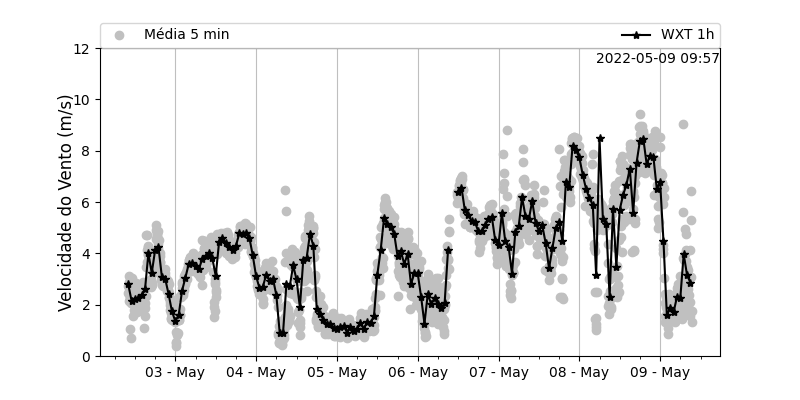 Média 5 min
WXT 1h
2022-05-09 09:57
Velocidade do Vento (m/s)
12
10
8
6
4
2
0
03 - May
04 - May
05 - May
06 - May
07 - May
08 - May
09 - May